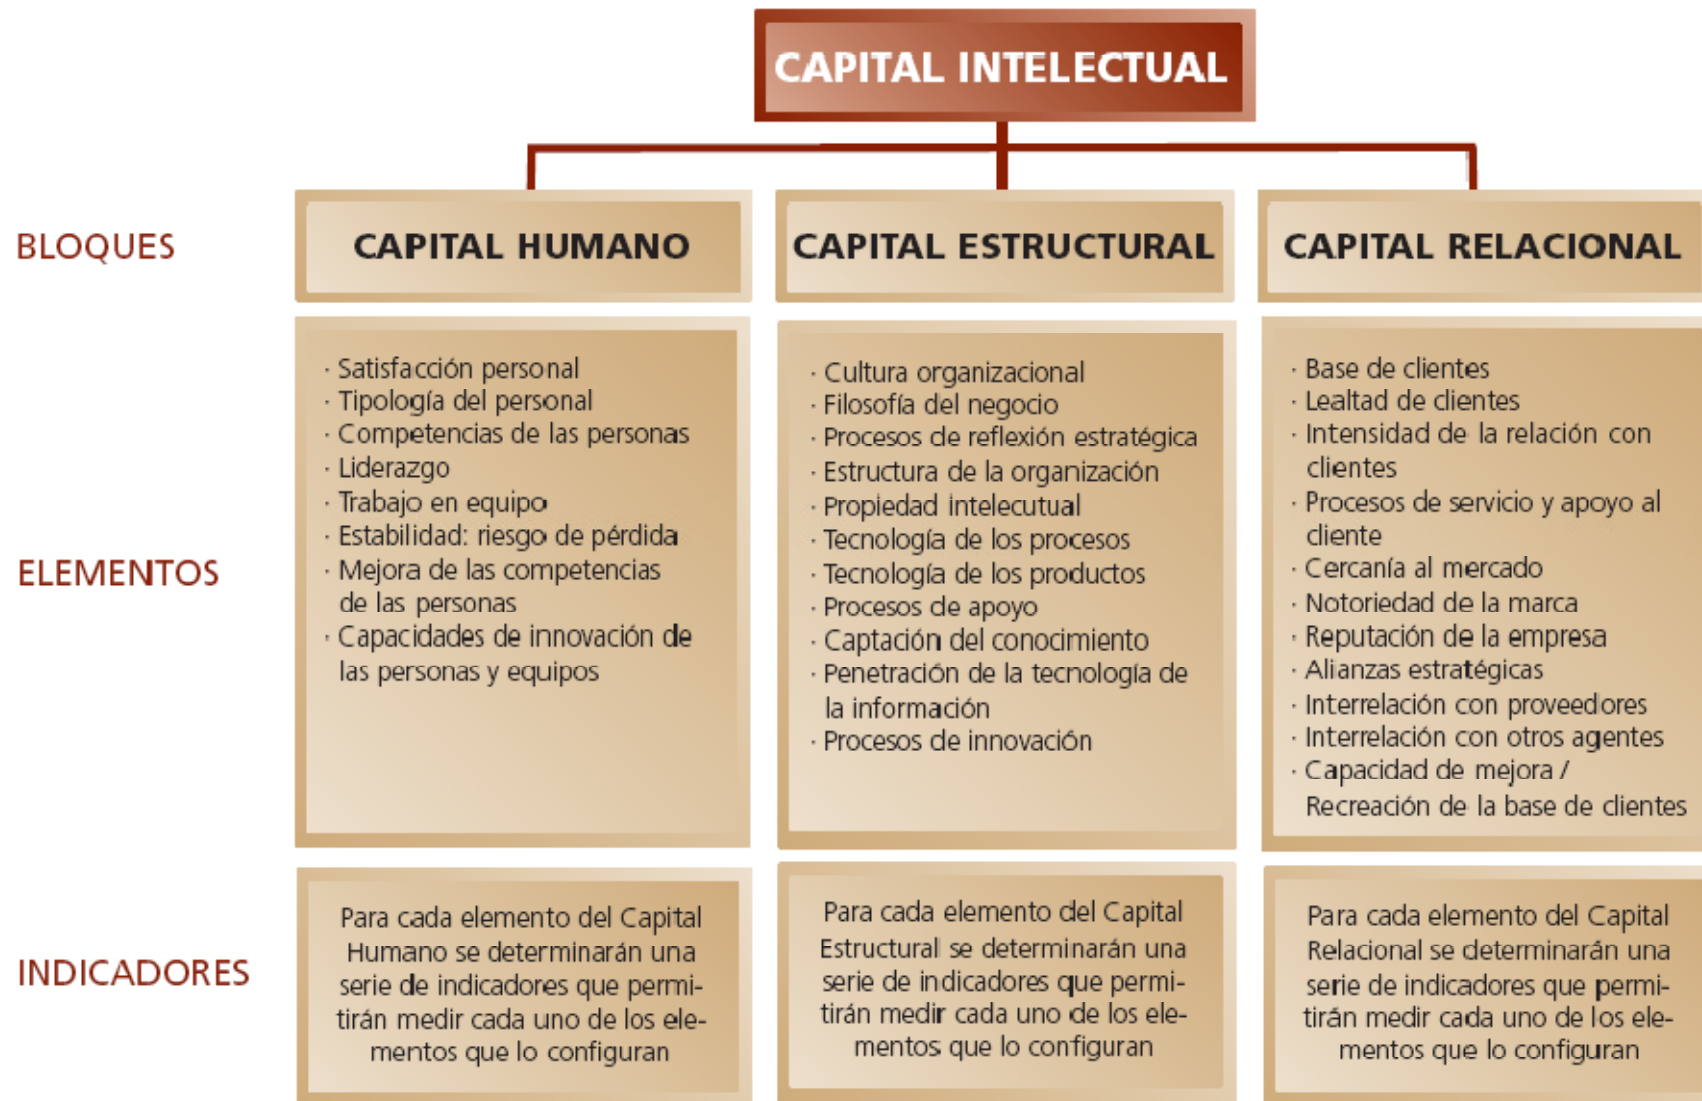 CAPITAL INTELECTUAL
BLOQUES
CAPITAL HUMANO
CAPITAL ESTRUCTURAL
CAPITAL RELACIONAL
ELEMENTOS
· Satisfacción personal
· Tipología del personal
· Competencias de las personas
· Liderazgo
· Trabajo en equipo
· Estabilidad: riesgo de pérdida
· Mejora de las competencias
de las personas
· Capacidades de innovación de
las personas y equipos
· Cultura organizacional
· Filosofía del negocio
· Procesos de reflexión estratégica
· Estructura de la organización
· Propiedad intelecutual
· Tecnología de los procesos
· Tecnología de los productos
· Procesos de apoyo
· Captación del conocimiento
· Penetración de la tecnología de
la información
· Procesos de innovación
· Base de clientes
· Lealtad de clientes
· Intensidad de la relación con
clientes
· Procesos de servicio y apoyo al
cliente
· Cercanía al mercado
· Notoriedad de la marca
· Reputación de la empresa
· Alianzas estratégicas
· Interrelación con proveedores
· Interrelación con otros agentes
· Capacidad de mejora /
Recreación de la base de clientes
INDICADORES
Para cada elemento del Capital
Humano se determinarán una
serie de indicadores que permi-
tirán medir cada uno de los ele-
mentos que lo configuran
Para cada elemento del Capital
Estructural se determinarán una
serie de indicadores que permi-
tirán medir cada uno de los ele-
mentos que lo configuran
Para cada elemento del Capital
Relacional se determinarán una
serie de indicadores que permi-
tirán medir cada uno de los ele-
mentos que lo configuran